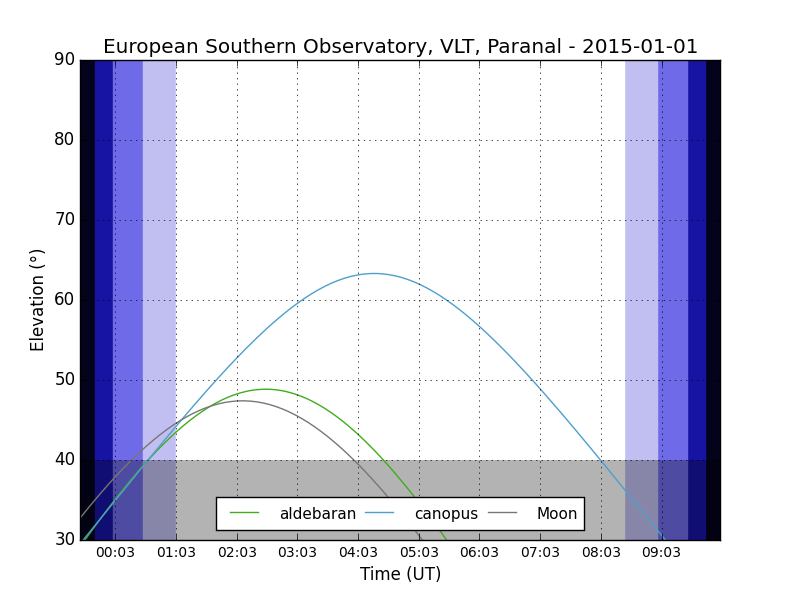 European Southern Observatory, VLT, Paranal - 2015-01-01
90
80
70
60
50
40
30
Elevation (°)
aldebaran canopus Moon
00:03 01:03 02:03 03:03 04:03 05:03 06:03 07:03 08:03 09:03
Time (UT)